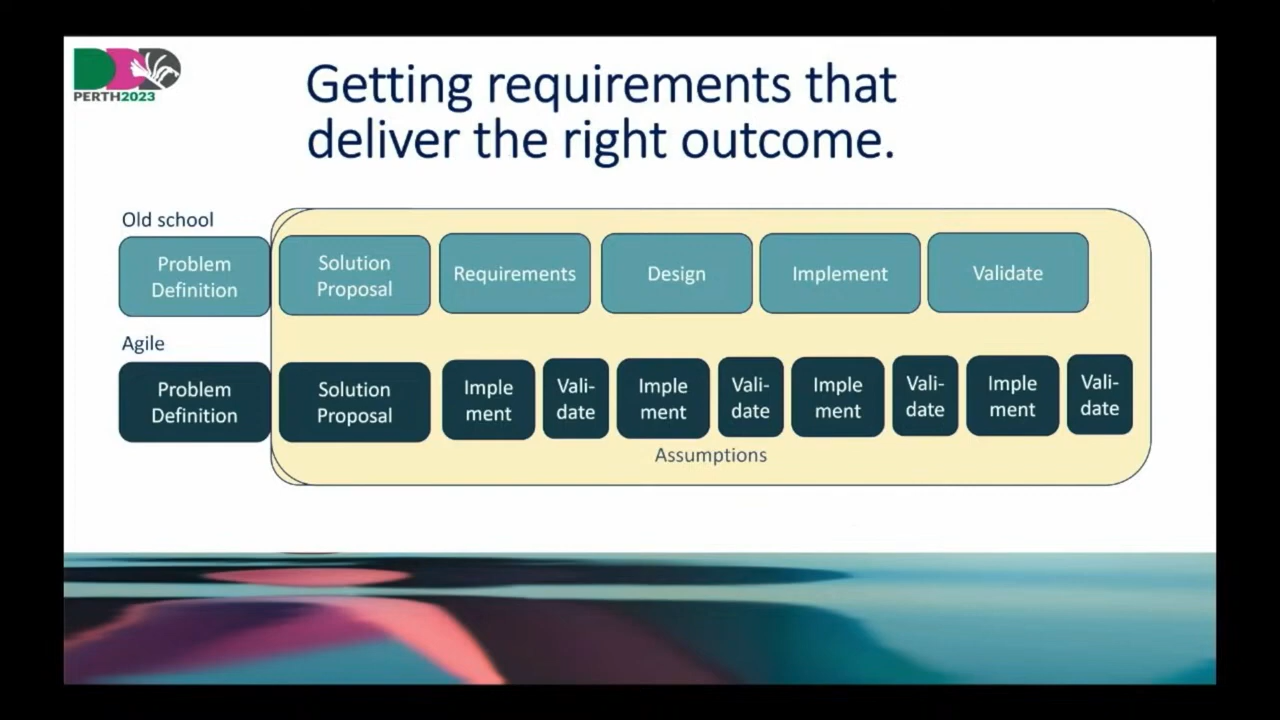 DDD
PERTH2023
Getting requirements that
deliver the right outcome.
Old school
Problem
Definition
Solution
Proposal
Requirements
Design
Implement
Validate
Agile
Problem
Definition
Solution
Proposal
Imple
ment
Vali-
date
Imple
ment
Vali-
date
Imple
ment
Vali-
date
Imple
ment
Vali-
date
Assumptions